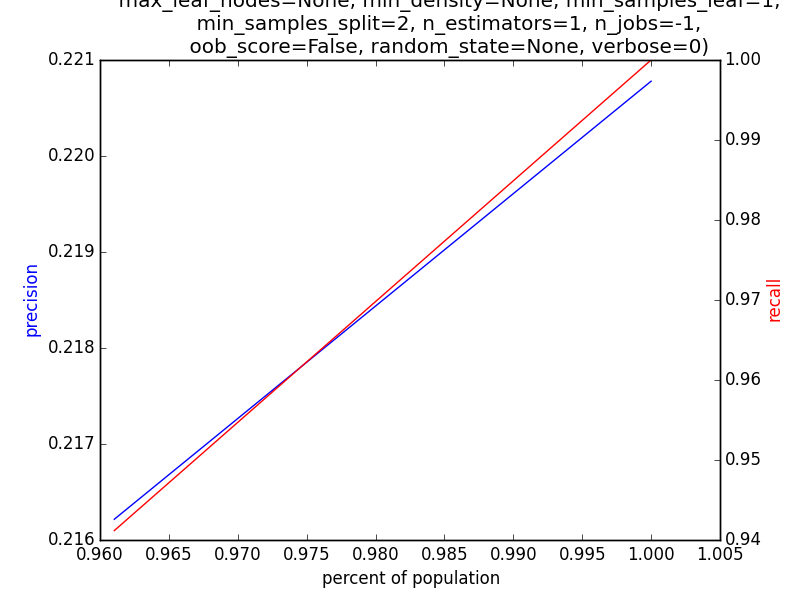 max_leaf_nodes=None, min_density=None, min_samples_leaf=1,
min_samples_split=2, n_estimators=1, n_jobs=-1,
oob_score=False, random_state=None, verbose=0)
0.221
0.220
0.219
0.218
0.217
0.216
precision
1.00
0.99
0.98
0.97
0.96
0.95
0.94
recall
0.960 0.965 0.970 0.975 0.980 0.985 0.990 0.995 1.000 1.005
percent of population